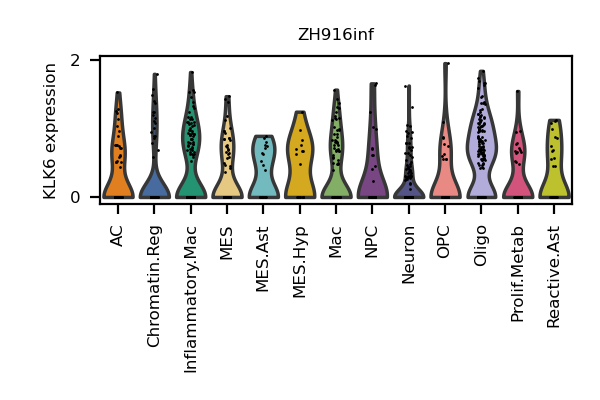 ZH916inf
KLK6 expression
2
0
AC
Chromatin.Reg
Inflammatory.Mac
MES
MES.Ast
MES.Hyp
Mac
NPC
Neuron
OPC
Oligo
Prolif.Metab
Reactive.Ast